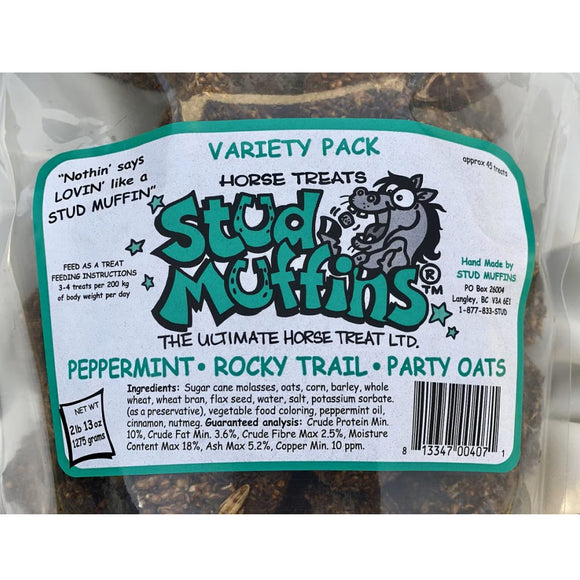 VARIETY PACK
approx 45 treats
"Nothin' says
LOVIN' like a
STUD MUFFIN"
HORSE TREATS
Stud
Muffins®™
FEED AS A TREAT
FEEDING INSTRUCTIONS
3-4 treats per 200 kg
of body weight per day
Hand Made by
STUD MUFFINS
PO Box 26004
Langley, BC V3A 6E1
1-877-833-STUD
THE ULTIMATE HORSE TREAT LTD.
PEPPERMINT • ROCKY TRAIL • PARTY OATS
NET WT
2 lb 13 oz
1275 grams
Ingredients: Sugar cane molasses, oats, corn, barley, whole
wheat, wheat bran, flax seed, water, salt, potassium sorbate.
(as a preservative), vegetable food coloring, peppermint oil,
cinnamon, nutmeg. Guaranteed analysis: Crude Protein Min.
10%, Crude Fat Min. 3.6%, Crude Fibre Max 2.5%, Moisture
Content Max 18%, Ash Max 5.2%, Copper Min. 10 ppm.
8 13347 00407 1